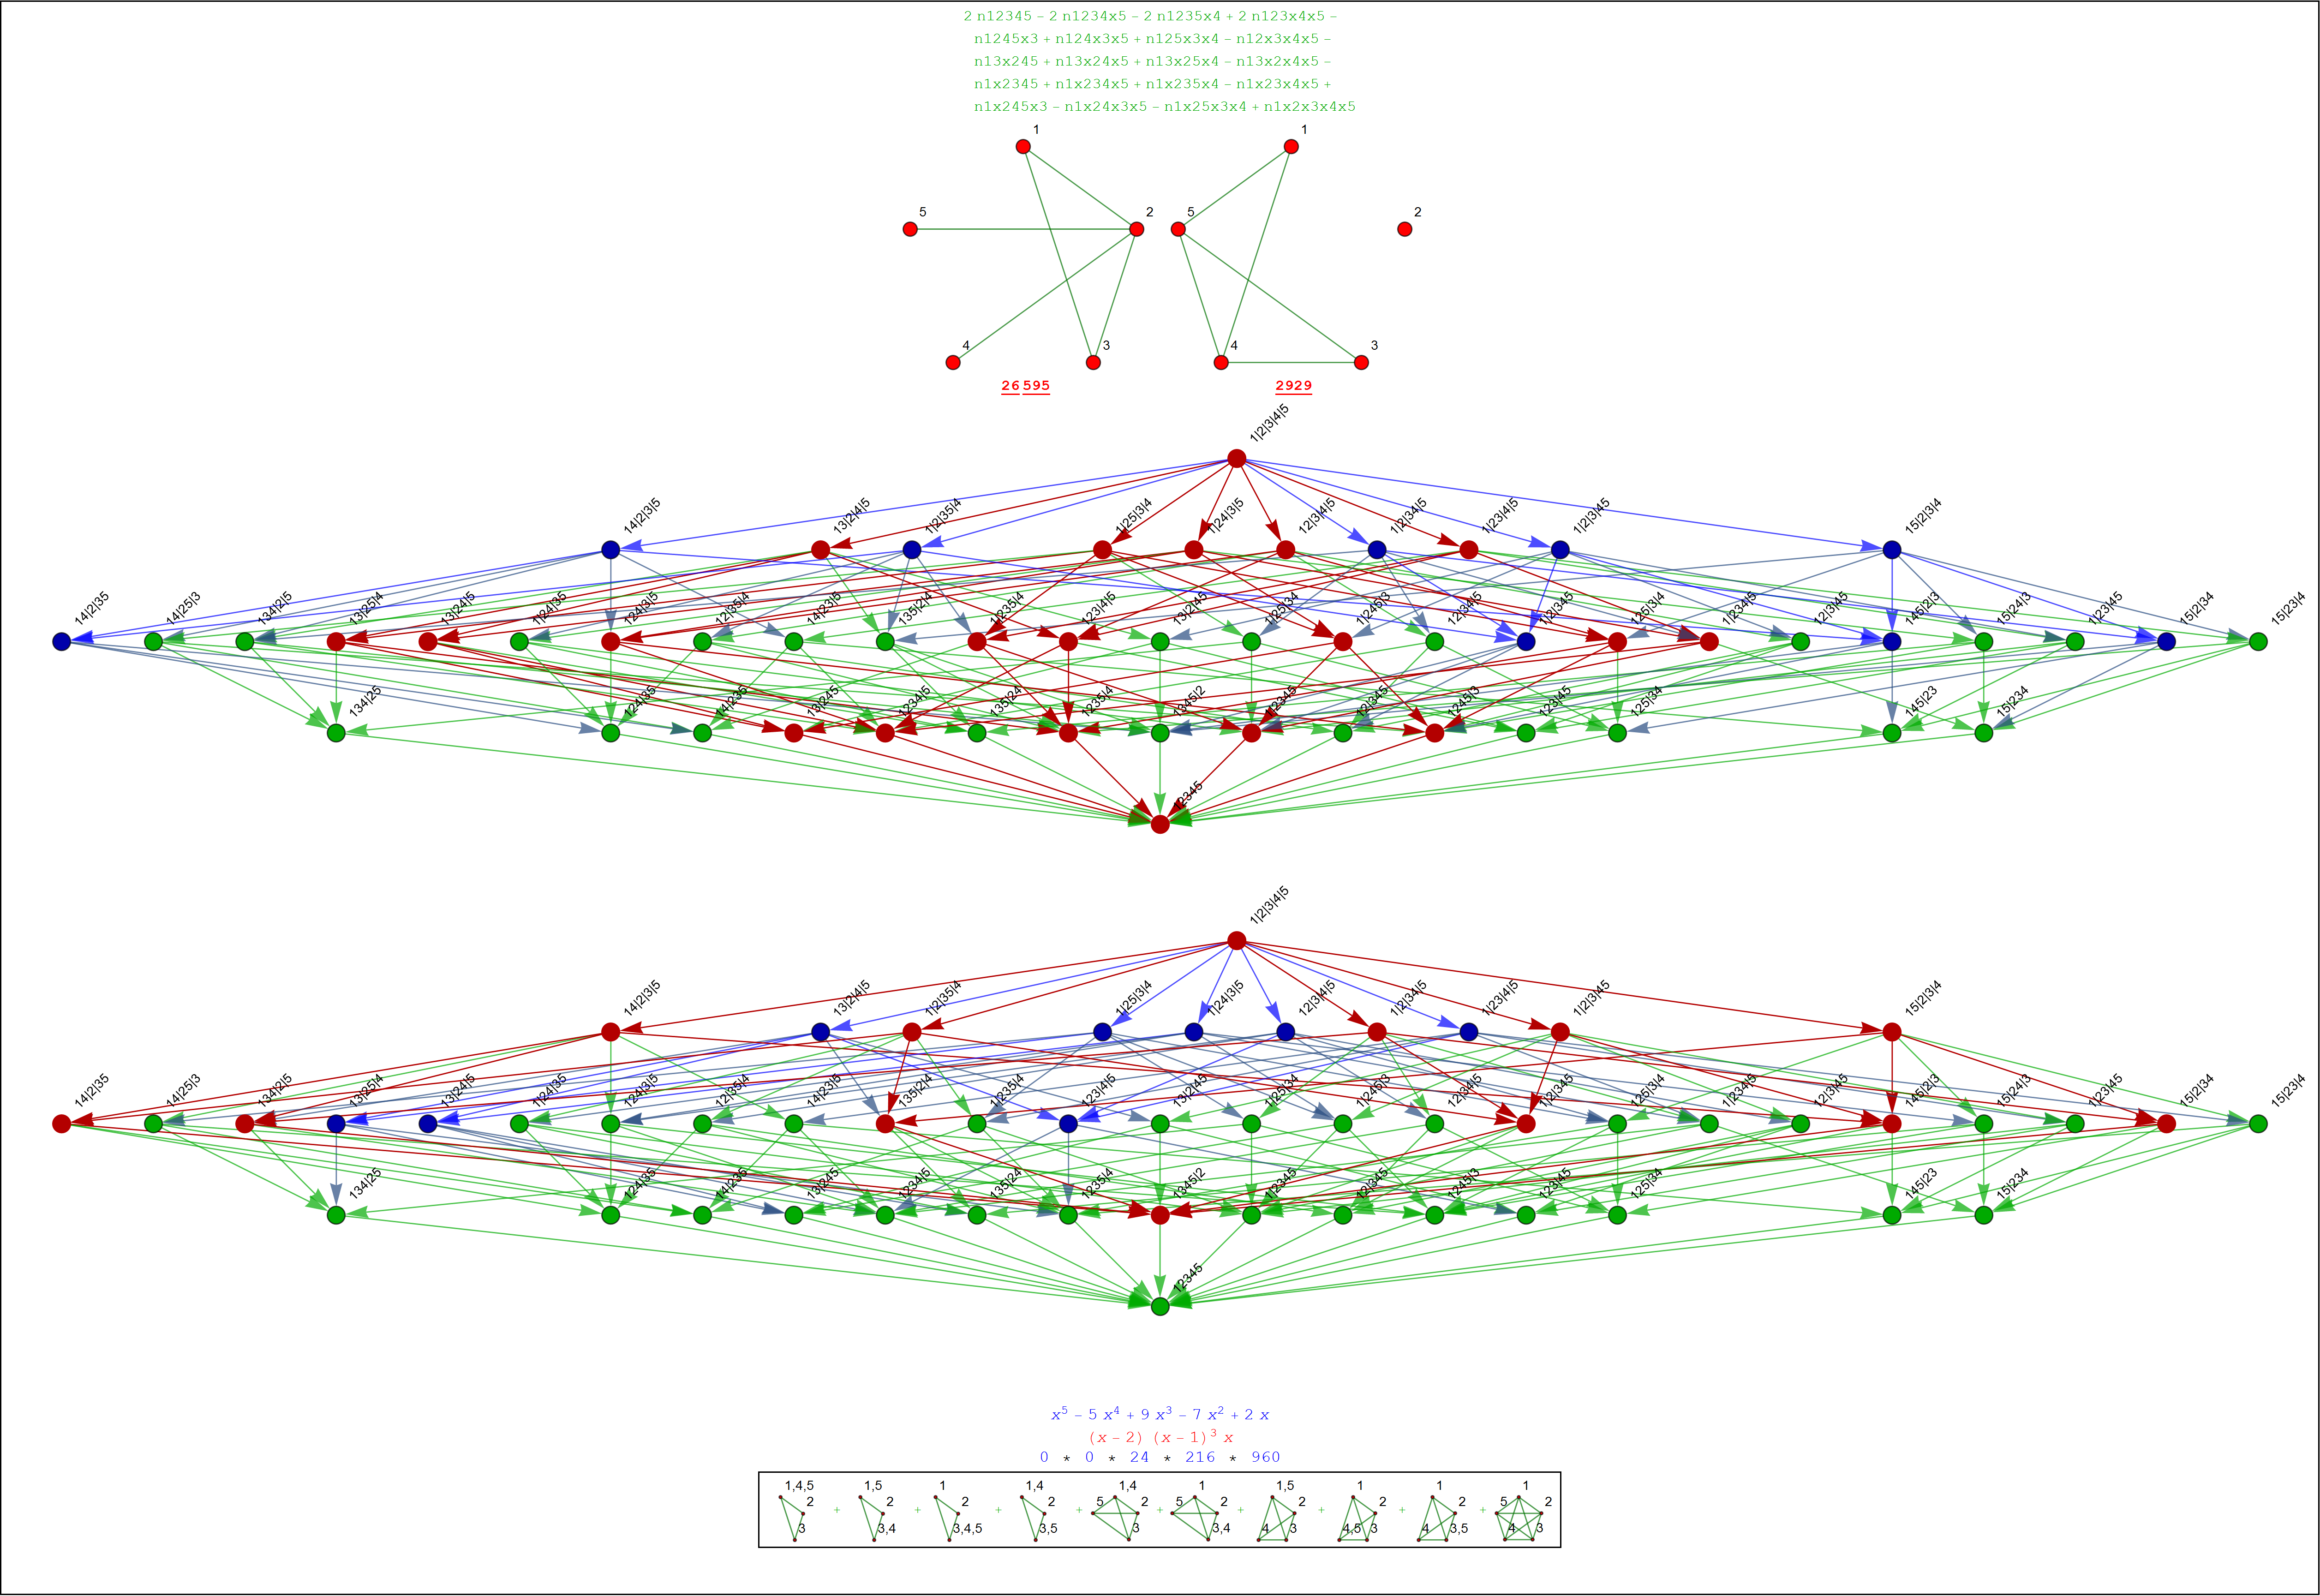 2 n12345 − 2 n1234x5 − 2 n1235x4 + 2 n123x4x5 −
n1245x3 + n124x3x5 + n125x3x4 − n12x3x4x5 −
n13x245 + n13x24x5 + n13x25x4 − n13x2x4x5 −
n1x2345 + n1x234x5 + n1x235x4 − n1x23x4x5 +
n1x245x3 − n1x24x3x5 − n1x25x3x4 + n1x2x3x4x5
1 1
5 2 5 2
4 3 4 3
26 595 2929
1|2|3|4|5
14|2|3|5 13|2|4|5 1|2|35|4 1|25|3|4 1|24|3|5 12|3|4|5 1|2|34|5 1|23|4|5 1|2|3|45 15|2|3|4
14|2|35 14|25|3 134|2|5 13|25|4 13|24|5 1|24|35 124|3|5 12|35|4 14|23|5 135|2|4 1|235|4 123|4|5 13|2|45 1|25|34 1|245|3 12|34|5 1|2|345 125|3|4 1|234|5 12|3|45 145|2|3 15|24|3 1|23|45 15|2|34 15|23|4
134|25 124|35 14|235 13|245 1234|5 135|24 1235|4 1345|2 1|2345 12|345 1245|3 123|45 125|34 145|23 15|234
12345
1|2|3|4|5
14|2|3|5 13|2|4|5 1|2|35|4 1|25|3|4 1|24|3|5 12|3|4|5 1|2|34|5 1|23|4|5 1|2|3|45 15|2|3|4
14|2|35 14|25|3 134|2|5 13|25|4 13|24|5 1|24|35 124|3|5 12|35|4 14|23|5 135|2|4 1|235|4 123|4|5 13|2|45 1|25|34 1|245|3 12|34|5 1|2|345 125|3|4 1|234|5 12|3|45 145|2|3 15|24|3 1|23|45 15|2|34 15|23|4
134|25 124|35 14|235 13|245 1234|5 135|24 1235|4 1345|2 1|2345 12|345 1245|3 123|45 125|34 145|23 15|234
12345
x⁵ − 5 x⁴ + 9 x³ − 7 x² + 2 x
(x − 2) (x − 1)³ x
0 * 0 * 24 * 216 * 960
1,4,5 1,5 1 1,4 1,4 1 1,5 1 1 1
2 + 2 + 2 + 2 + 5 2 + 5 2 + 2 + 2 + 2 + 5 2
3 3,4 3,4,5 3,5 3 3,4 4 3 4,5 3 4 3,5 4 3